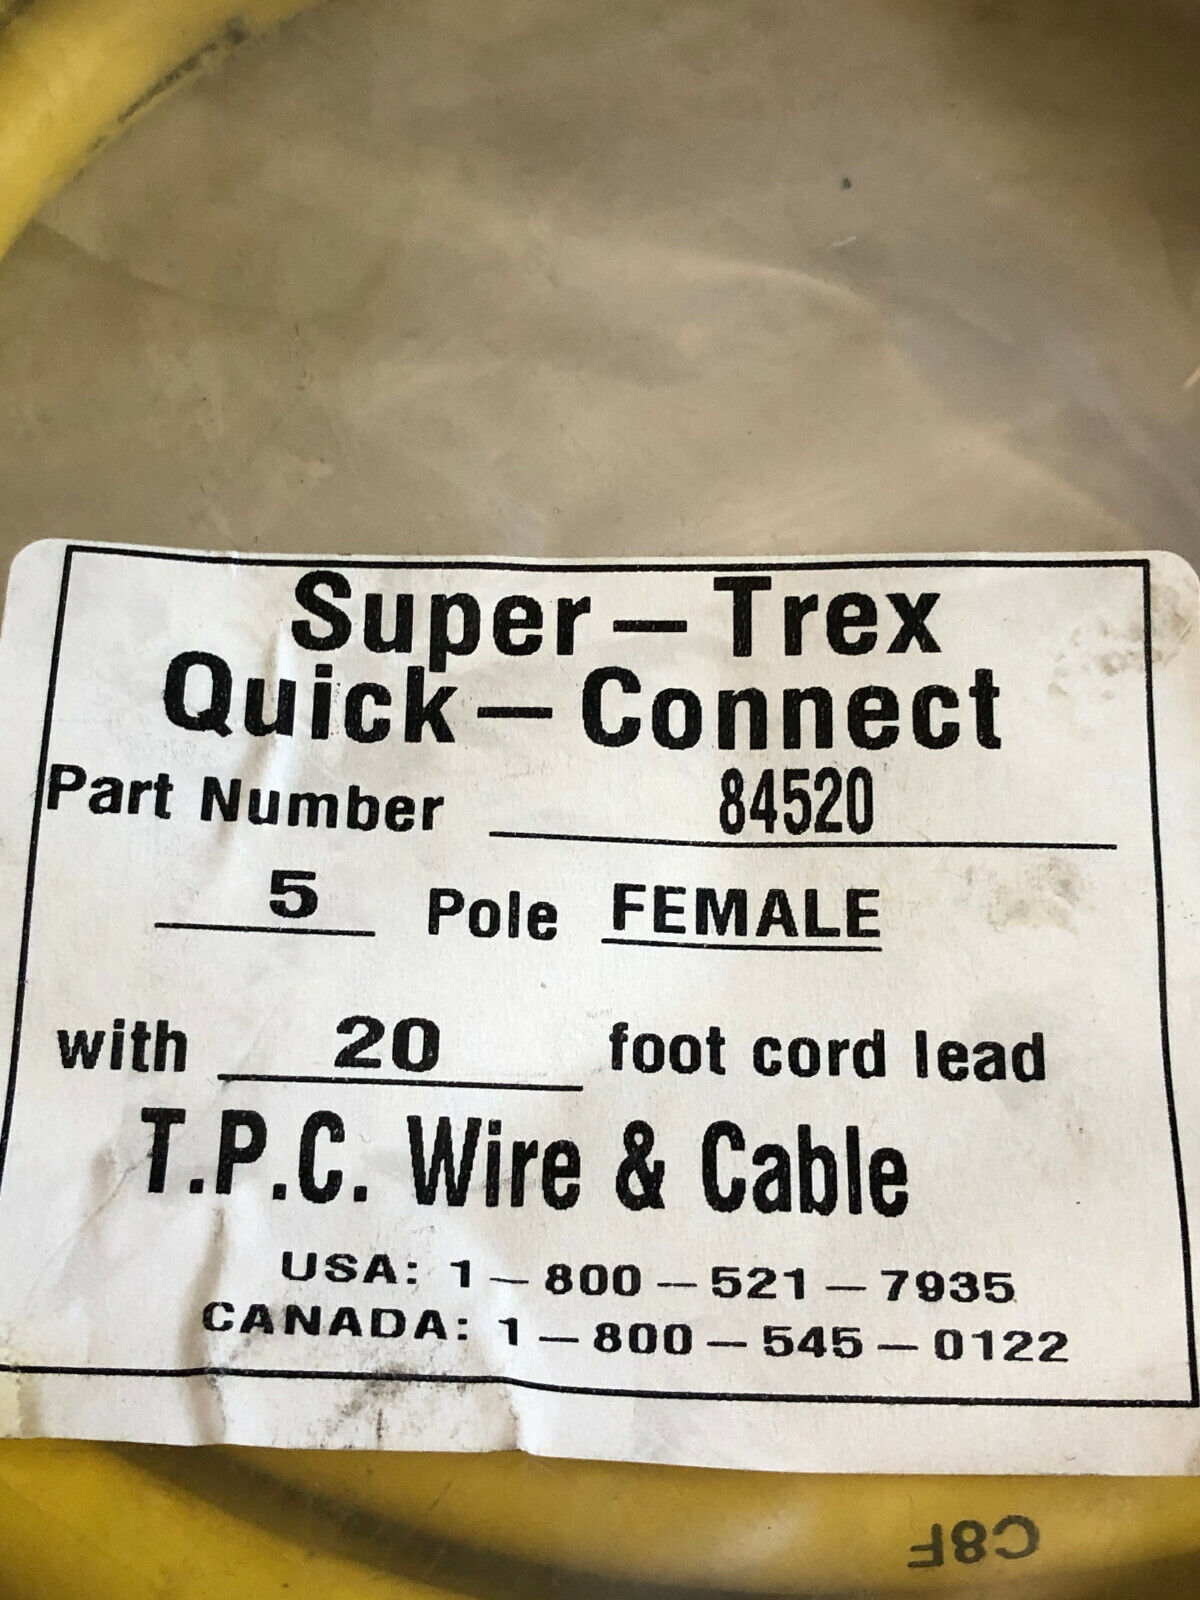 Super-Trex
Quick-Connect
Part Number 84520
5 Pole FEMALE
with 20 foot cord lead
T.P.C. Wire & Cable
USA: 1-800-521-7935
CANADA: 1-800-545-0122
C8F